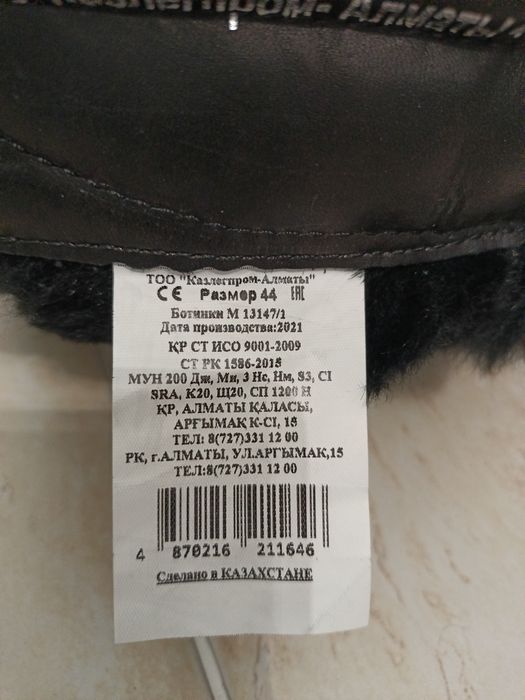 Казлегпром- Алматы
ТОО "Казлегпром-Алматы"
CE Размер 44 EAC
Ботинки М 13147/1
Дата производства:2021
ҚР СТ ИСО 9001-2009
СТ РК 1586-2015
МУН 200 Дж, Ми, З Нс, Нм, S3, CI
SRA, К20, Щ20, СП 1200 Н
ҚР, АЛМАТЫ ҚАЛАСЫ,
АРҒЫМАҚ К-СІ, 15
ТЕЛ: 8(727)331 12 00
РК, г.АЛМАТЫ, УЛ.АРГЫМАК,15
ТЕЛ:8(727)331 12 00
4 870216 211646
Сделано в КАЗАХСТАНЕ